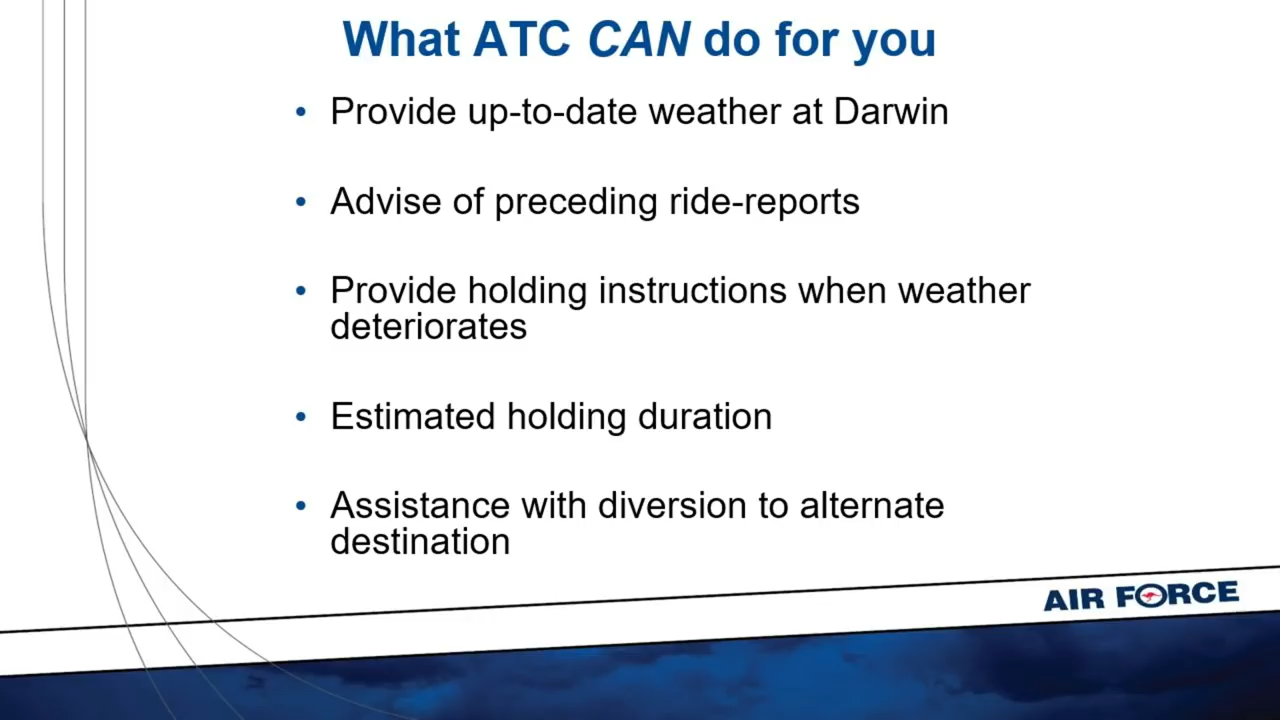 What ATC CAN do for you
• Provide up-to-date weather at Darwin
• Advise of preceding ride-reports
• Provide holding instructions when weather
deteriorates
• Estimated holding duration
• Assistance with diversion to alternate
destination
AIR FORCE